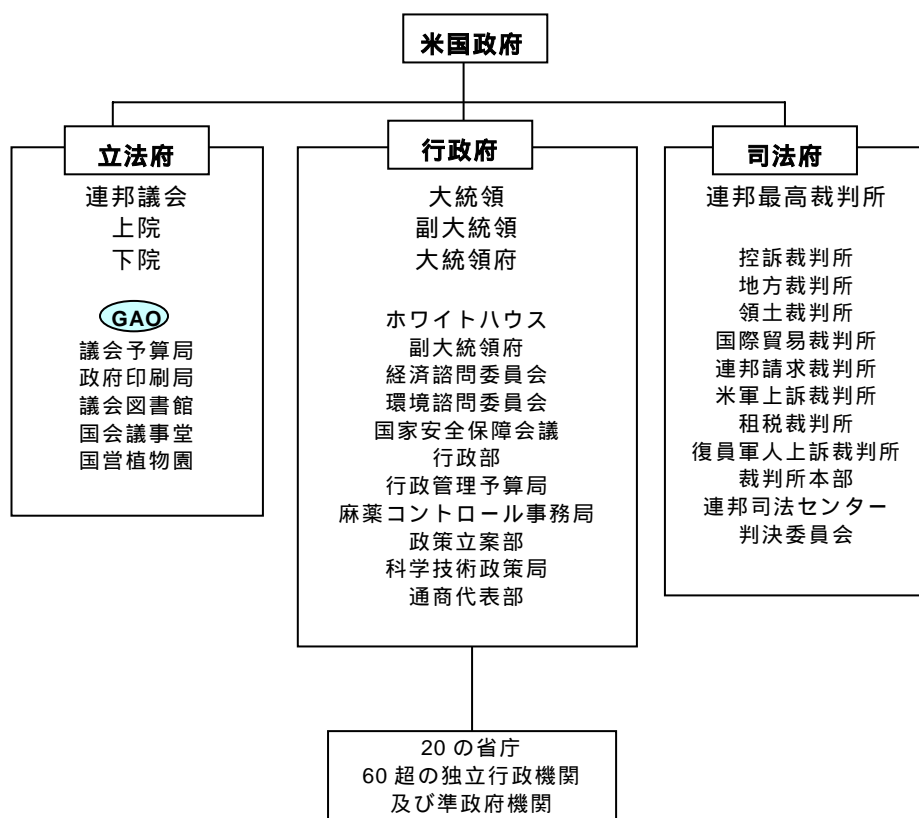 米国政府
立法府
連邦議会
上院
下院
GAO
議会予算局
政府印刷局
議会図書館
国会議事堂
国営植物園
行政府
大統領
副大統領
大統領府
ホワイトハウス
副大統領府
経済諮問委員会
環境諮問委員会
国家安全保障会議
行政部
行政管理予算局
麻薬コントロール事務局
政策立案部
科学技術政策局
通商代表部
司法府
連邦最高裁判所
控訴裁判所
地方裁判所
領土裁判所
国際貿易裁判所
連邦請求裁判所
米軍上訴裁判所
租税裁判所
復員軍人上訴裁判所
裁判所本部
連邦司法センター
判決委員会
20 の省庁
60 超の独立行政機関
及び準政府機関